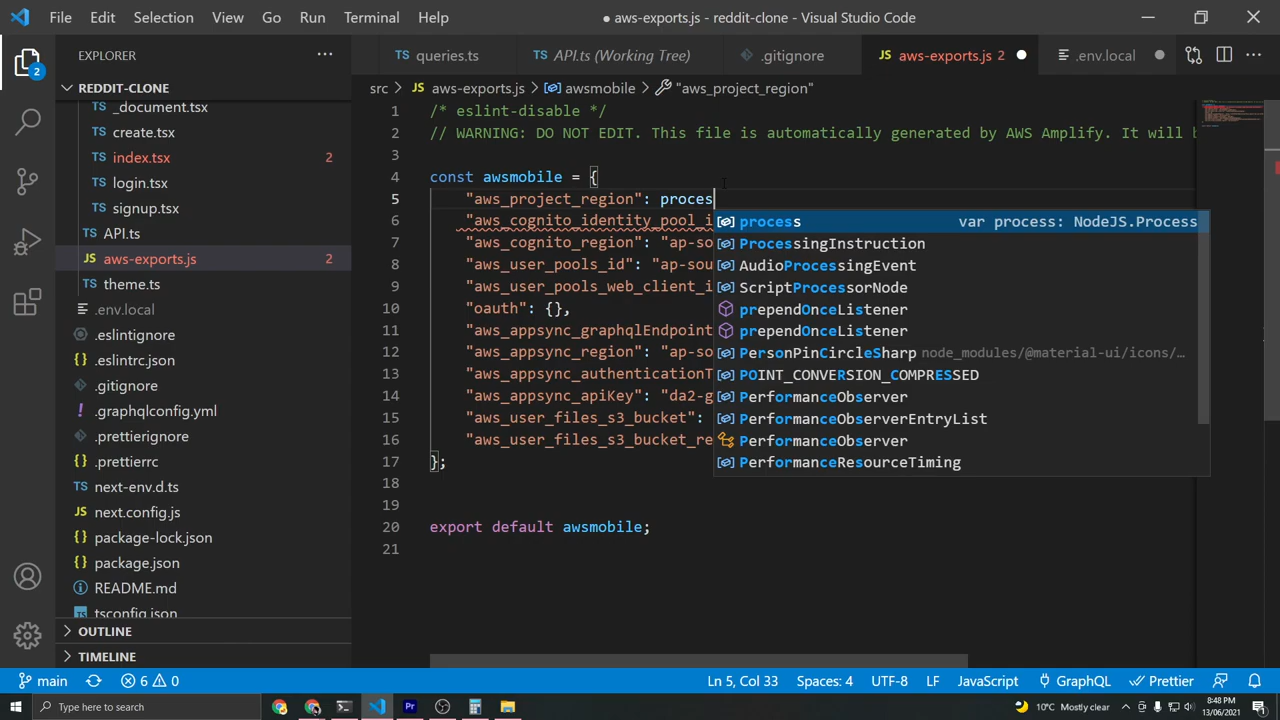 File Edit Selection View Go Run Terminal Help
● aws-exports.js - reddit-clone - Visual Studio Code
EXPLORER
queries.ts
API.ts (Working Tree)
.gitignore
aws-exports.js 2
.env.local
2
REDDIT-CLONE
_document.tsx
create.tsx
index.tsx 2
login.tsx
signup.tsx
API.ts
aws-exports.js 2
theme.ts
.env.local
.eslintignore
.eslintrc.json
.gitignore
.graphqlconfig.yml
.prettierignore
.prettierrc
next-env.d.ts
next.config.js
package-lock.json
package.json
README.md
tsconfig.json
OUTLINE
TIMELINE
src > aws-exports.js > awsmobile > "aws_project_region"
1 /* eslint-disable */
2 // WARNING: DO NOT EDIT. This file is automatically generated by AWS Amplify. It will b
3
4 const awsmobile = {
5 "aws_project_region": proces
6 "aws_cognito_identity_pool_i
7 "aws_cognito_region": "ap-sou
8 "aws_user_pools_id": "ap-sou
9 "aws_user_pools_web_client_i
10 "oauth": {},
11 "aws_appsync_graphqlEndpoint
12 "aws_appsync_region": "ap-so
13 "aws_appsync_authenticationT
14 "aws_appsync_apiKey": "da2-g
15 "aws_user_files_s3_bucket":
16 "aws_user_files_s3_bucket_re
17 };
18
19
20 export default awsmobile;
21
process var process: NodeJS.Process
ProcessingInstruction
AudioProcessingEvent
ScriptProcessorNode
prependOnceListener
prependOnceListener
PersonPinCircleSharp node_modules/@material-ui/icons/…
POINT_CONVERSION_COMPRESSED
PerformanceObserver
PerformanceObserverEntryList
PerformanceObserver
PerformanceResourceTiming
main 6 0 Ln 5, Col 33 Spaces: 4 UTF-8 LF JavaScript GraphQL Prettier
Type here to search
Pr
10°C Mostly clear
8:48 PM
13/06/2021